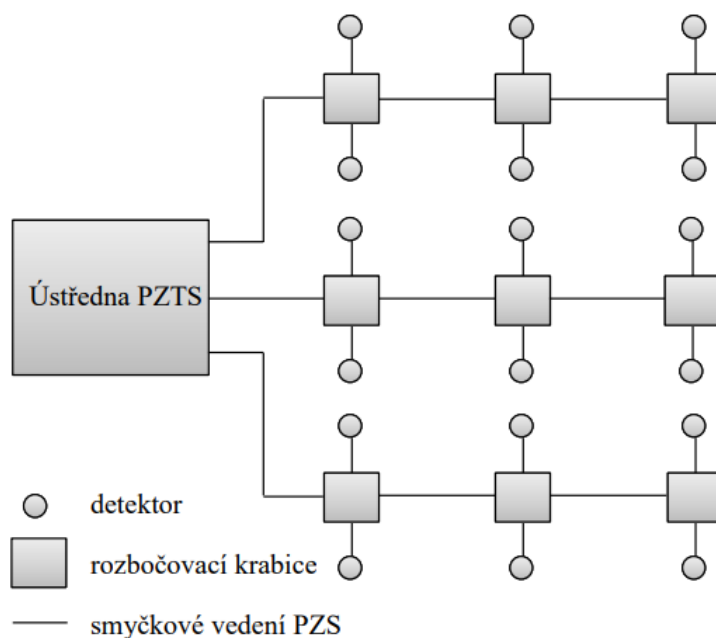 Ústředna PZTS
detektor
rozbočovací krabice
smyčkové vedení PZS